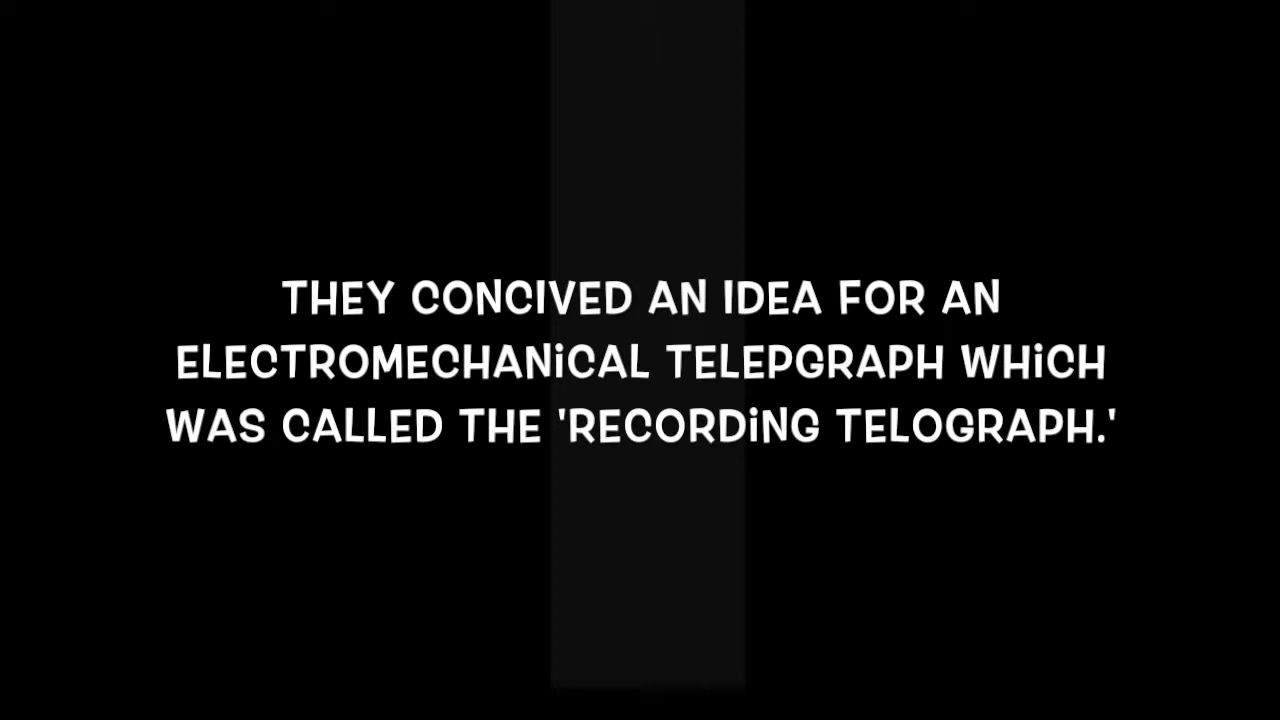 THEY CONCIVED AN IDEA FOR AN
ELECTROMECHANiCAL TELEPGRAPH WHiCH
WAS CALLED THE 'RECORDiNG TELOGRAPH.'